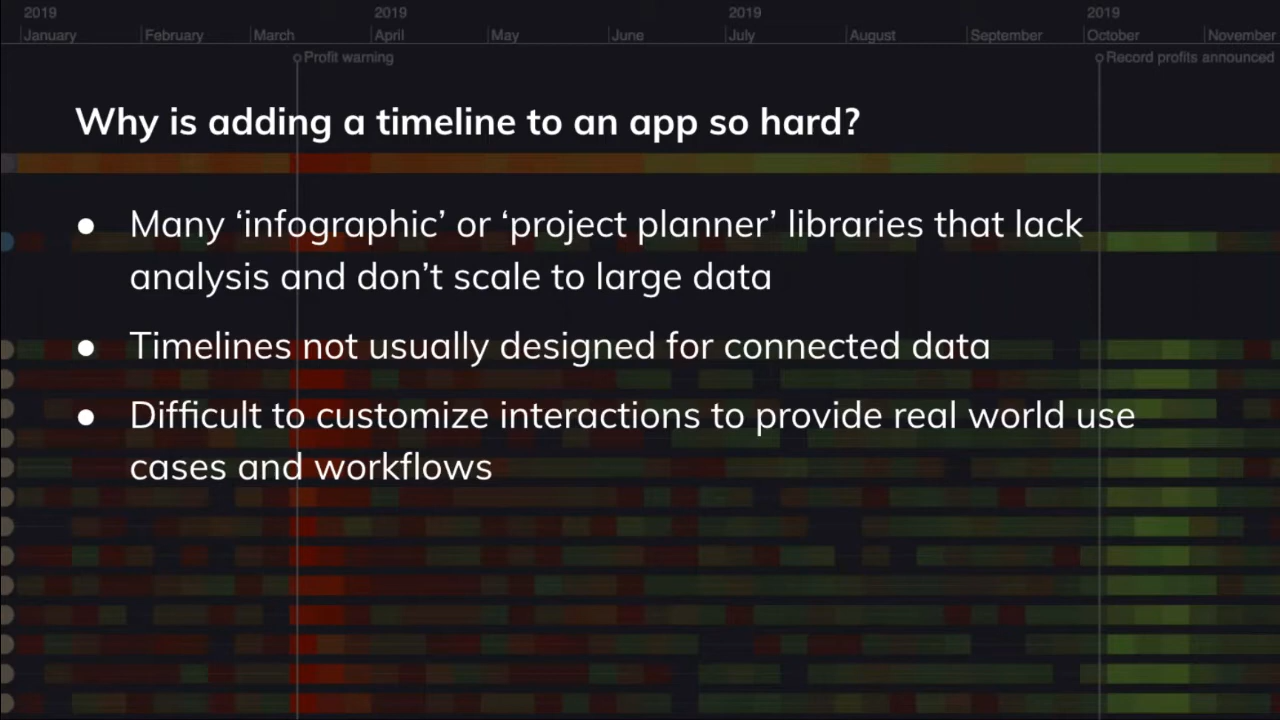 2019 2019 2019 2019
January February March April May June July August September October November
Profit warning Record profits announced
Why is adding a timeline to an app so hard?
● Many ‘infographic’ or ‘project planner’ libraries that lack
analysis and don’t scale to large data
● Timelines not usually designed for connected data
● Difficult to customize interactions to provide real world use
cases and workflows